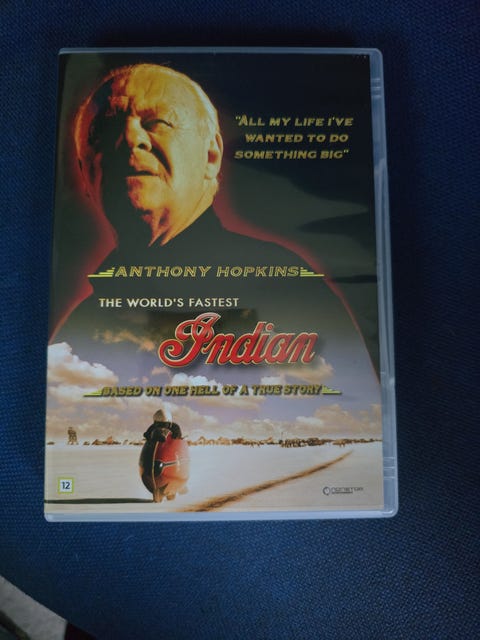 "ALL MY LIFE I'VE
WANTED TO DO
SOMETHING BIG"
ANTHONY HOPKINS
THE WORLD'S FASTEST
Indian
BASED ON ONE HELL OF A TRUE STORY
12
NONSTOP